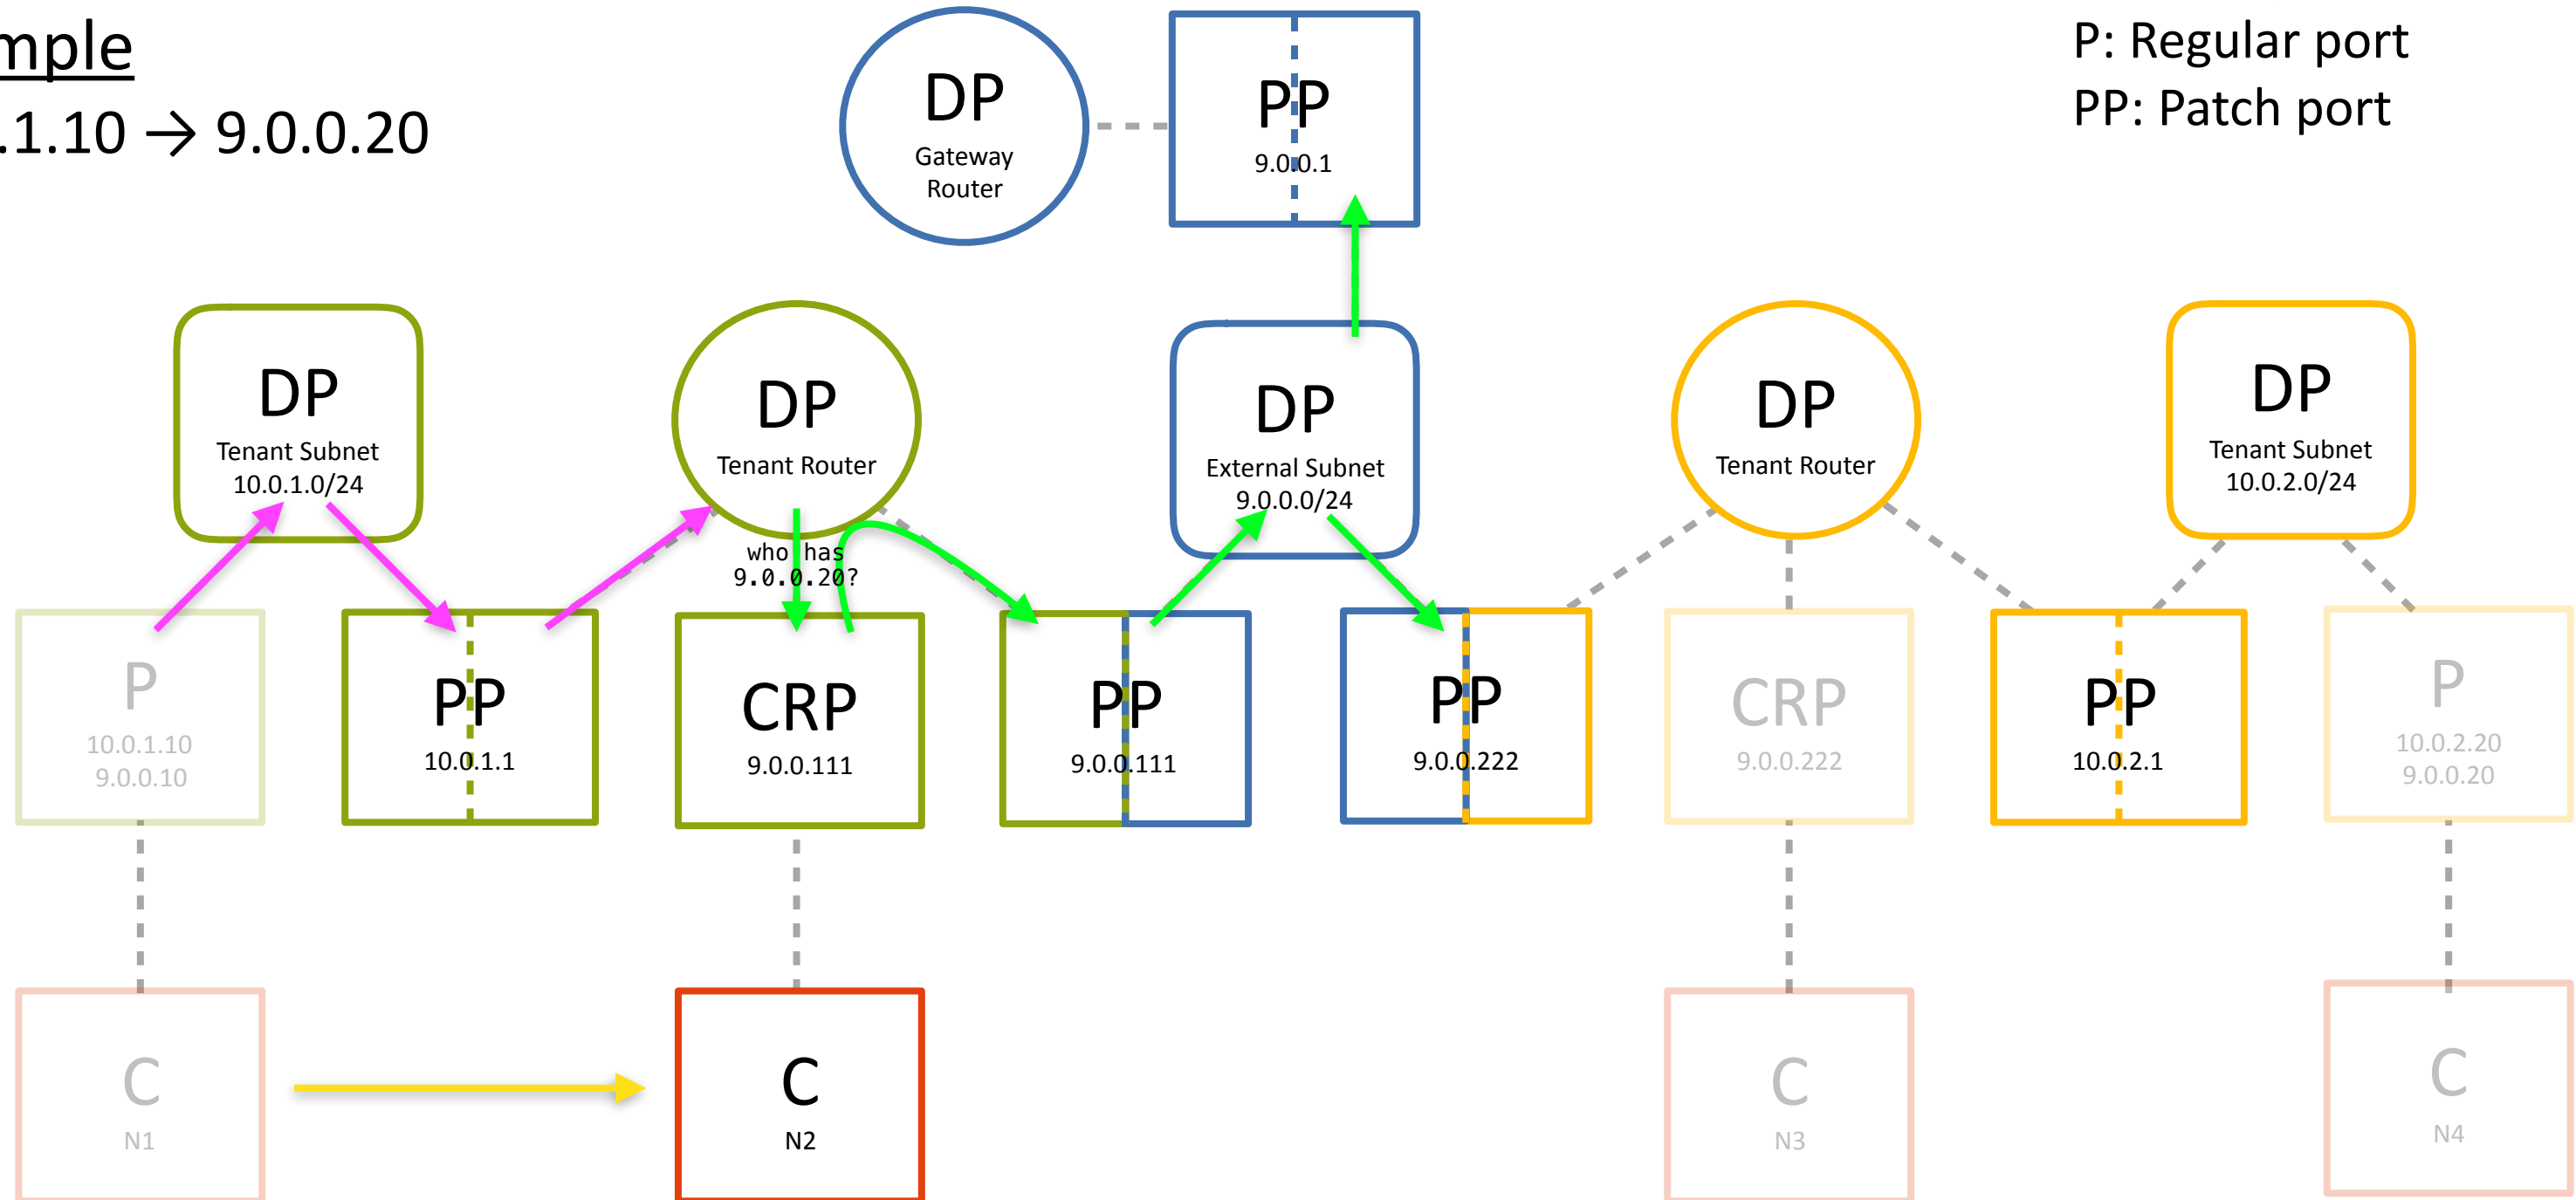 mple
.1.10 → 9.0.0.20
P: Regular port
PP: Patch port
DP
Gateway
Router
PP
9.0.0.1
DP
Tenant Subnet
10.0.1.0/24
DP
Tenant Router
who has
9.0.0.20?
DP
External Subnet
9.0.0.0/24
DP
Tenant Router
DP
Tenant Subnet
10.0.2.0/24
P
10.0.1.10
9.0.0.10
PP
10.0.1.1
CRP
9.0.0.111
PP
9.0.0.111
PP
9.0.0.222
CRP
9.0.0.222
PP
10.0.2.1
P
10.0.2.20
9.0.0.20
C
N1
C
N2
C
N3
C
N4